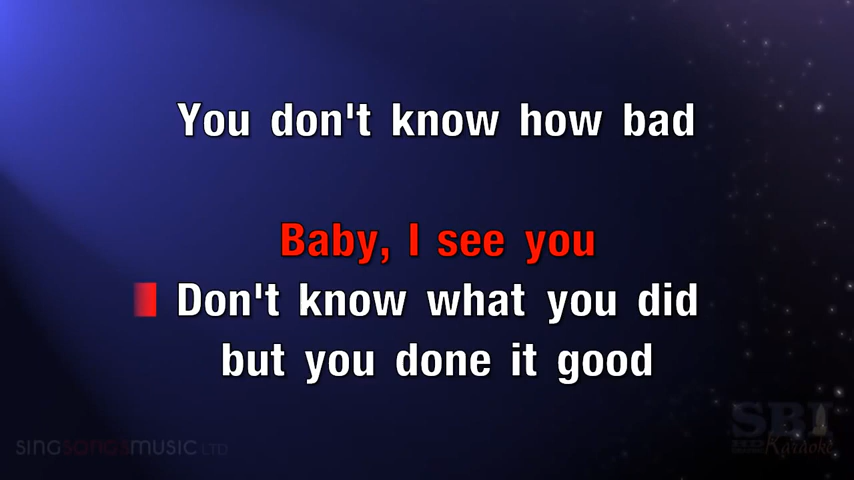 You don't know how bad
Baby, I see you
Don't know what you did
but you done it good
SBI
HD
Karaoke
singsongsmusic LTD